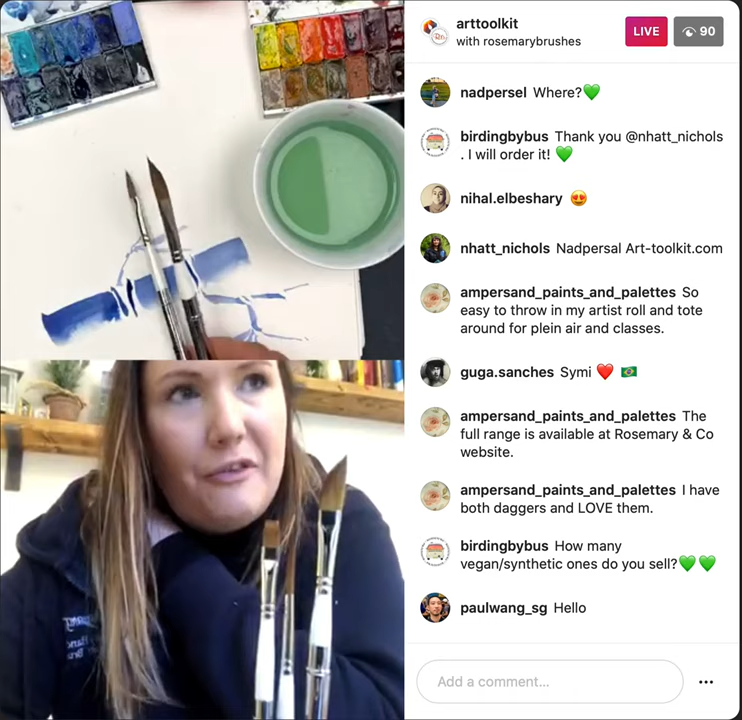 arttoolkit
with rosemarybrushes
LIVE
90
nadpersel Where?💚
birdingbybus Thank you @nhatt_nichols
. I will order it! 💚
nihal.elbeshary 😍
nhatt_nichols Nadpersal Art-toolkit.com
ampersand_paints_and_palettes So
easy to throw in my artist roll and tote
around for plein air and classes.
guga.sanches Symi ❤️ 🇧🇷
ampersand_paints_and_palettes The
full range is available at Rosemary & Co
website.
ampersand_paints_and_palettes I have
both daggers and LOVE them.
birdingbybus How many
vegan/synthetic ones do you sell?💚💚
paulwang_sg Hello
Add a comment...